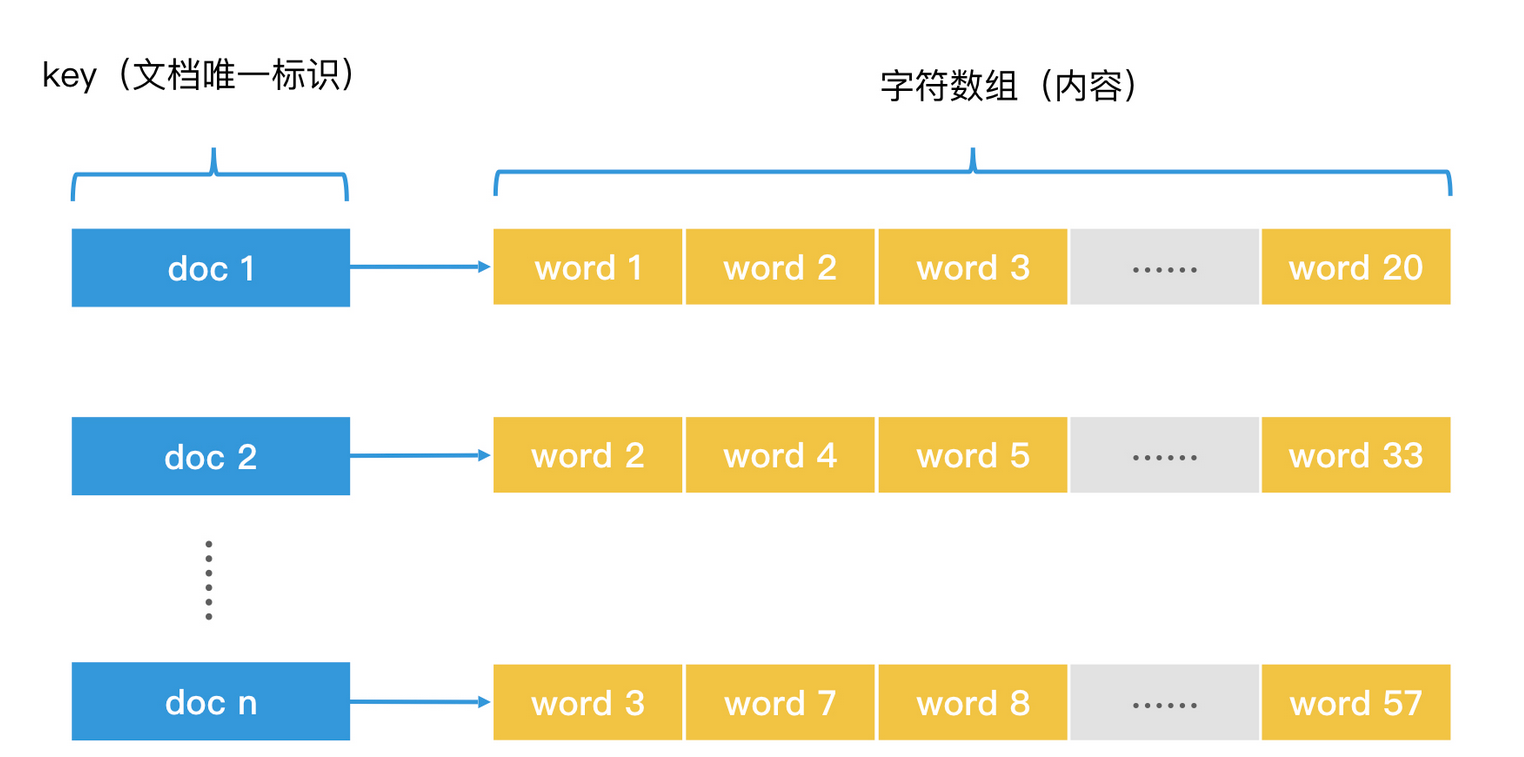 key（文档唯一标识）
字符数组（内容）
doc 1
word 1
word 2
word 3
······
word 20
doc 2
word 2
word 4
word 5
······
word 33
doc n
word 3
word 7
word 8
······
word 57